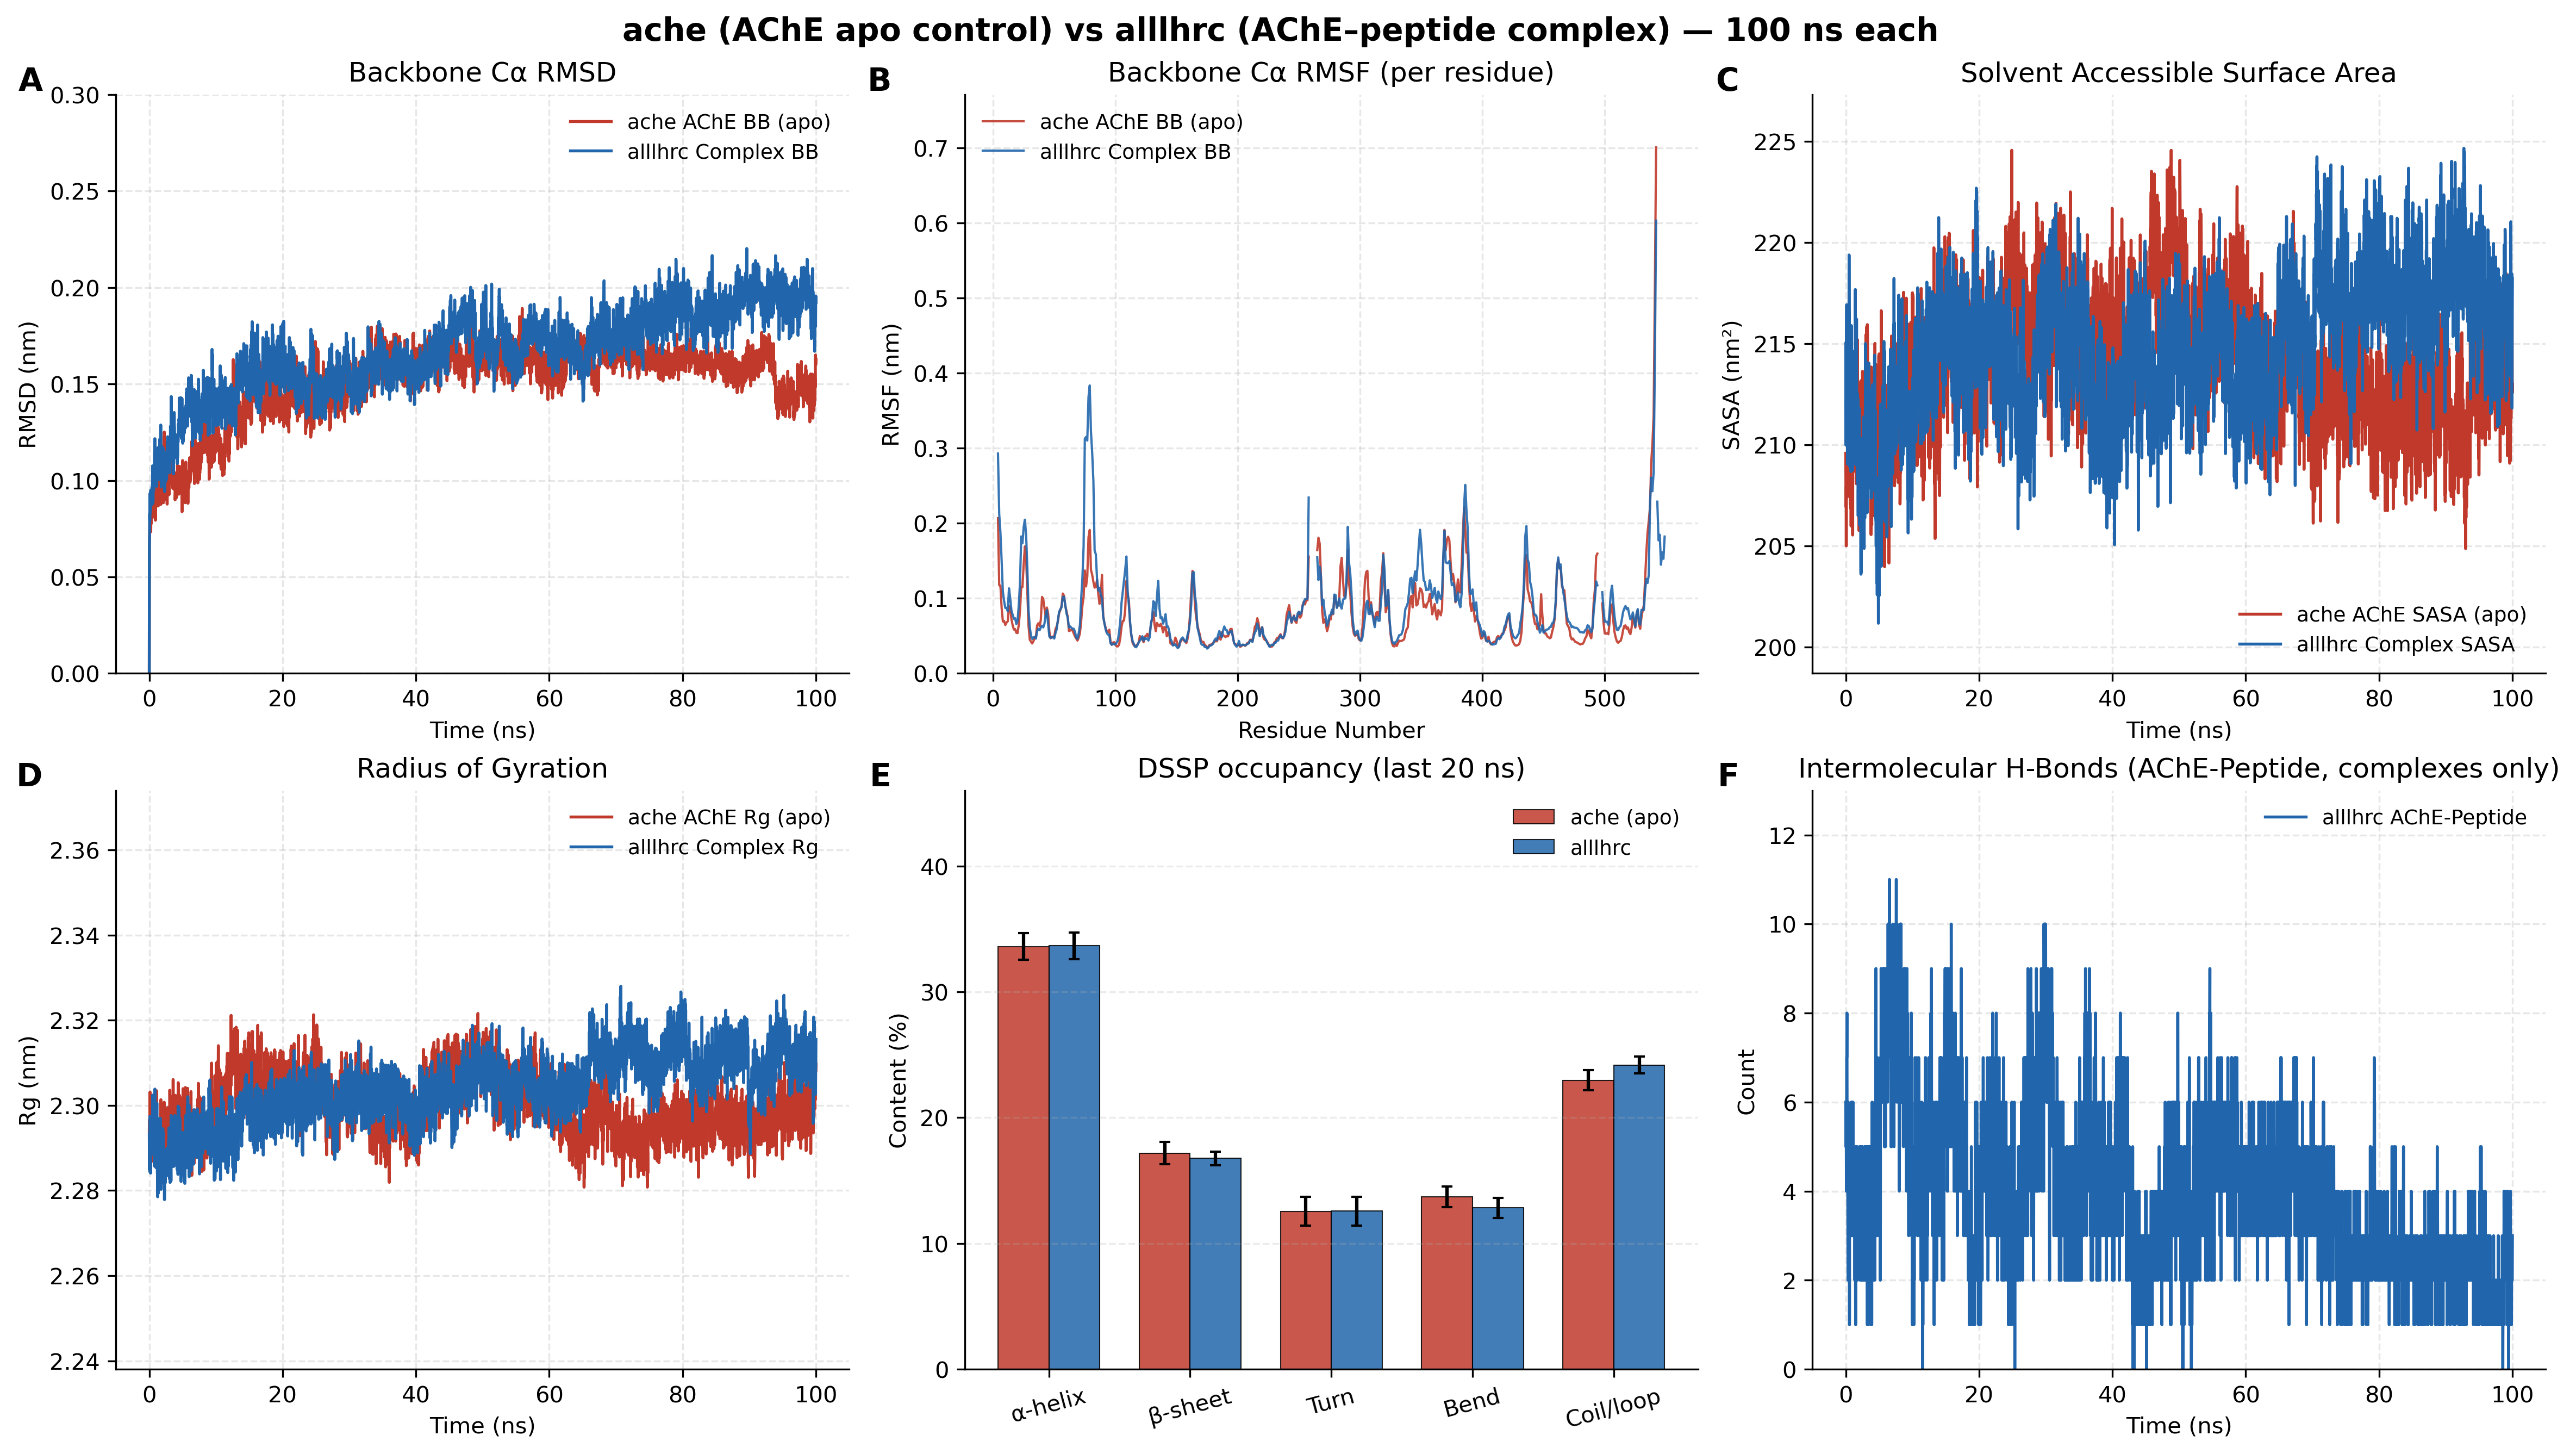 ache (AChE apo control) vs alllhrc (AChE–peptide complex) — 100 ns each
A
Backbone Cα RMSD
0.30
0.25
0.20
0.15
0.10
0.05
0.00
RMSD (nm)
ache AChE BB (apo)
alllhrc Complex BB
0 20 40 60 80 100
Time (ns)
B
Backbone Cα RMSF (per residue)
0.7
0.6
0.5
0.4
0.3
0.2
0.1
0.0
RMSF (nm)
ache AChE BB (apo)
alllhrc Complex BB
0 100 200 300 400 500
Residue Number
C
Solvent Accessible Surface Area
225
220
215
210
205
200
SASA (nm²)
ache AChE SASA (apo)
alllhrc Complex SASA
0 20 40 60 80 100
Time (ns)
D
Radius of Gyration
2.36
2.34
2.32
2.30
2.28
2.26
2.24
Rg (nm)
ache AChE Rg (apo)
alllhrc Complex Rg
0 20 40 60 80 100
Time (ns)
E
DSSP occupancy (last 20 ns)
40
30
20
10
0
Content (%)
ache (apo)
alllhrc
α-helix β-sheet Turn Bend Coil/loop
F
Intermolecular H-Bonds (AChE-Peptide, complexes only)
12
10
8
6
4
2
0
Count
alllhrc AChE-Peptide
0 20 40 60 80 100
Time (ns)